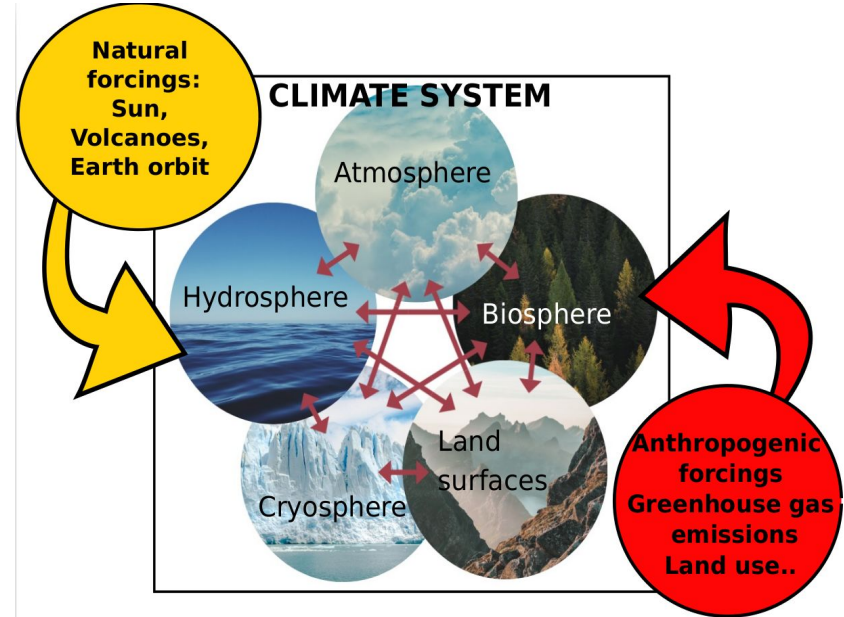 Natural
forcings:
Sun,
Volcanoes,
Earth orbit
CLIMATE SYSTEM
Atmosphere
Hydrosphere
Biosphere
Land
surfaces
Cryosphere
Anthropogenic
forcings
Greenhouse gas
emissions
Land use..